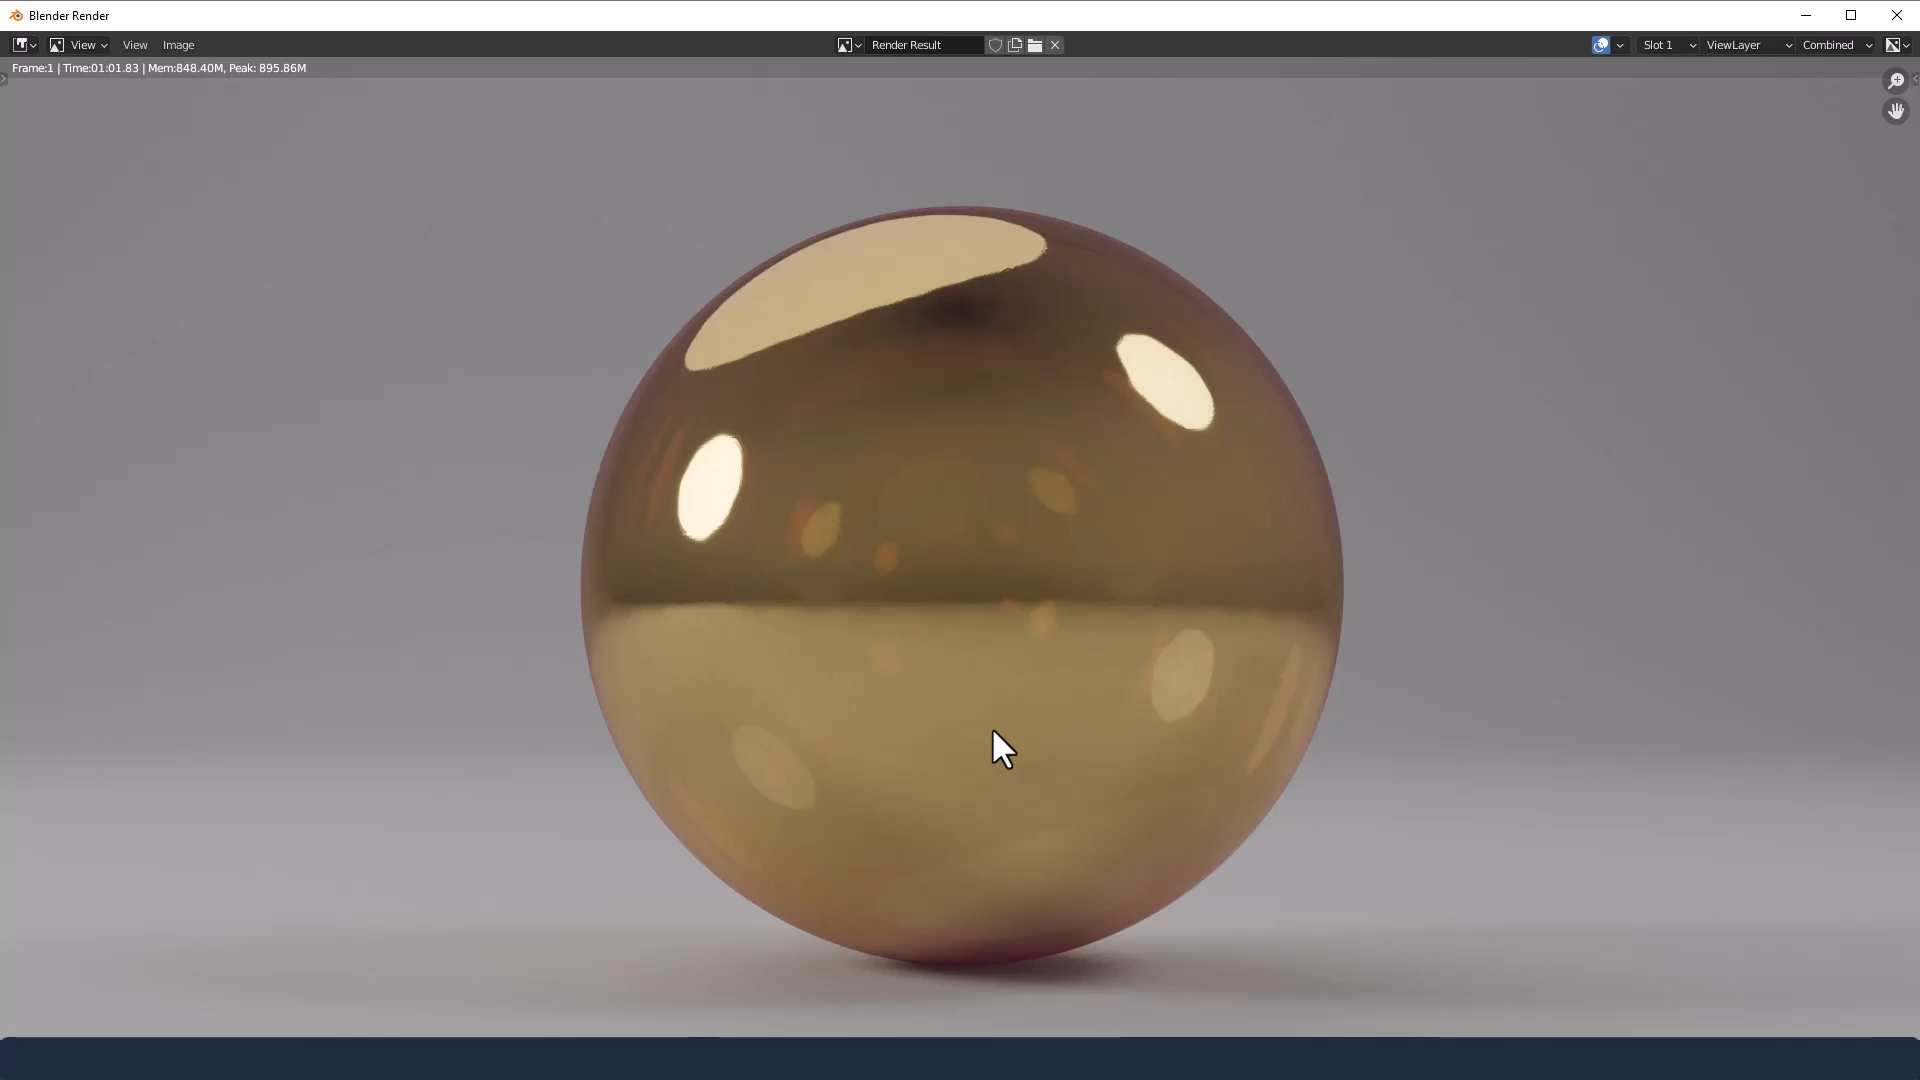 Blender Render
View View Image Render Result Slot 1 ViewLayer Combined
Frame:1 | Time:01:01.83 | Mem:848.40M, Peak: 895.86M